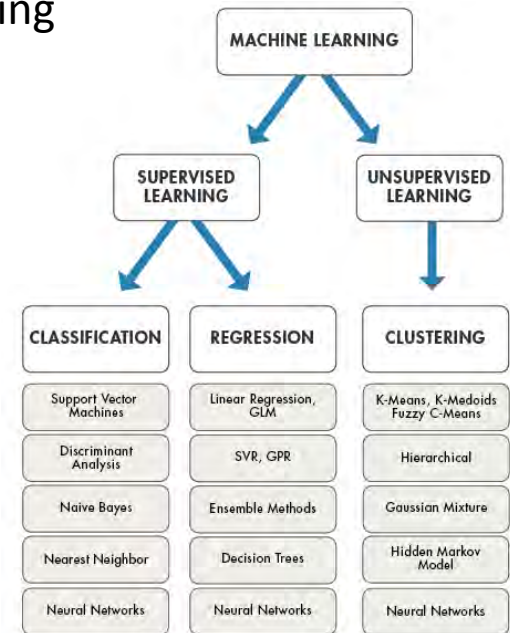 ing
MACHINE LEARNING
SUPERVISED
LEARNING
UNSUPERVISED
LEARNING
CLASSIFICATION
Support Vector
Machines
Discriminant
Analysis
Naive Bayes
Nearest Neighbor
Neural Networks
REGRESSION
Linear Regression,
GLM
SVR, GPR
Ensemble Methods
Decision Trees
Neural Networks
CLUSTERING
K-Means, K-Medoids
Fuzzy C-Means
Hierarchical
Gaussian Mixture
Hidden Markov
Model
Neural Networks